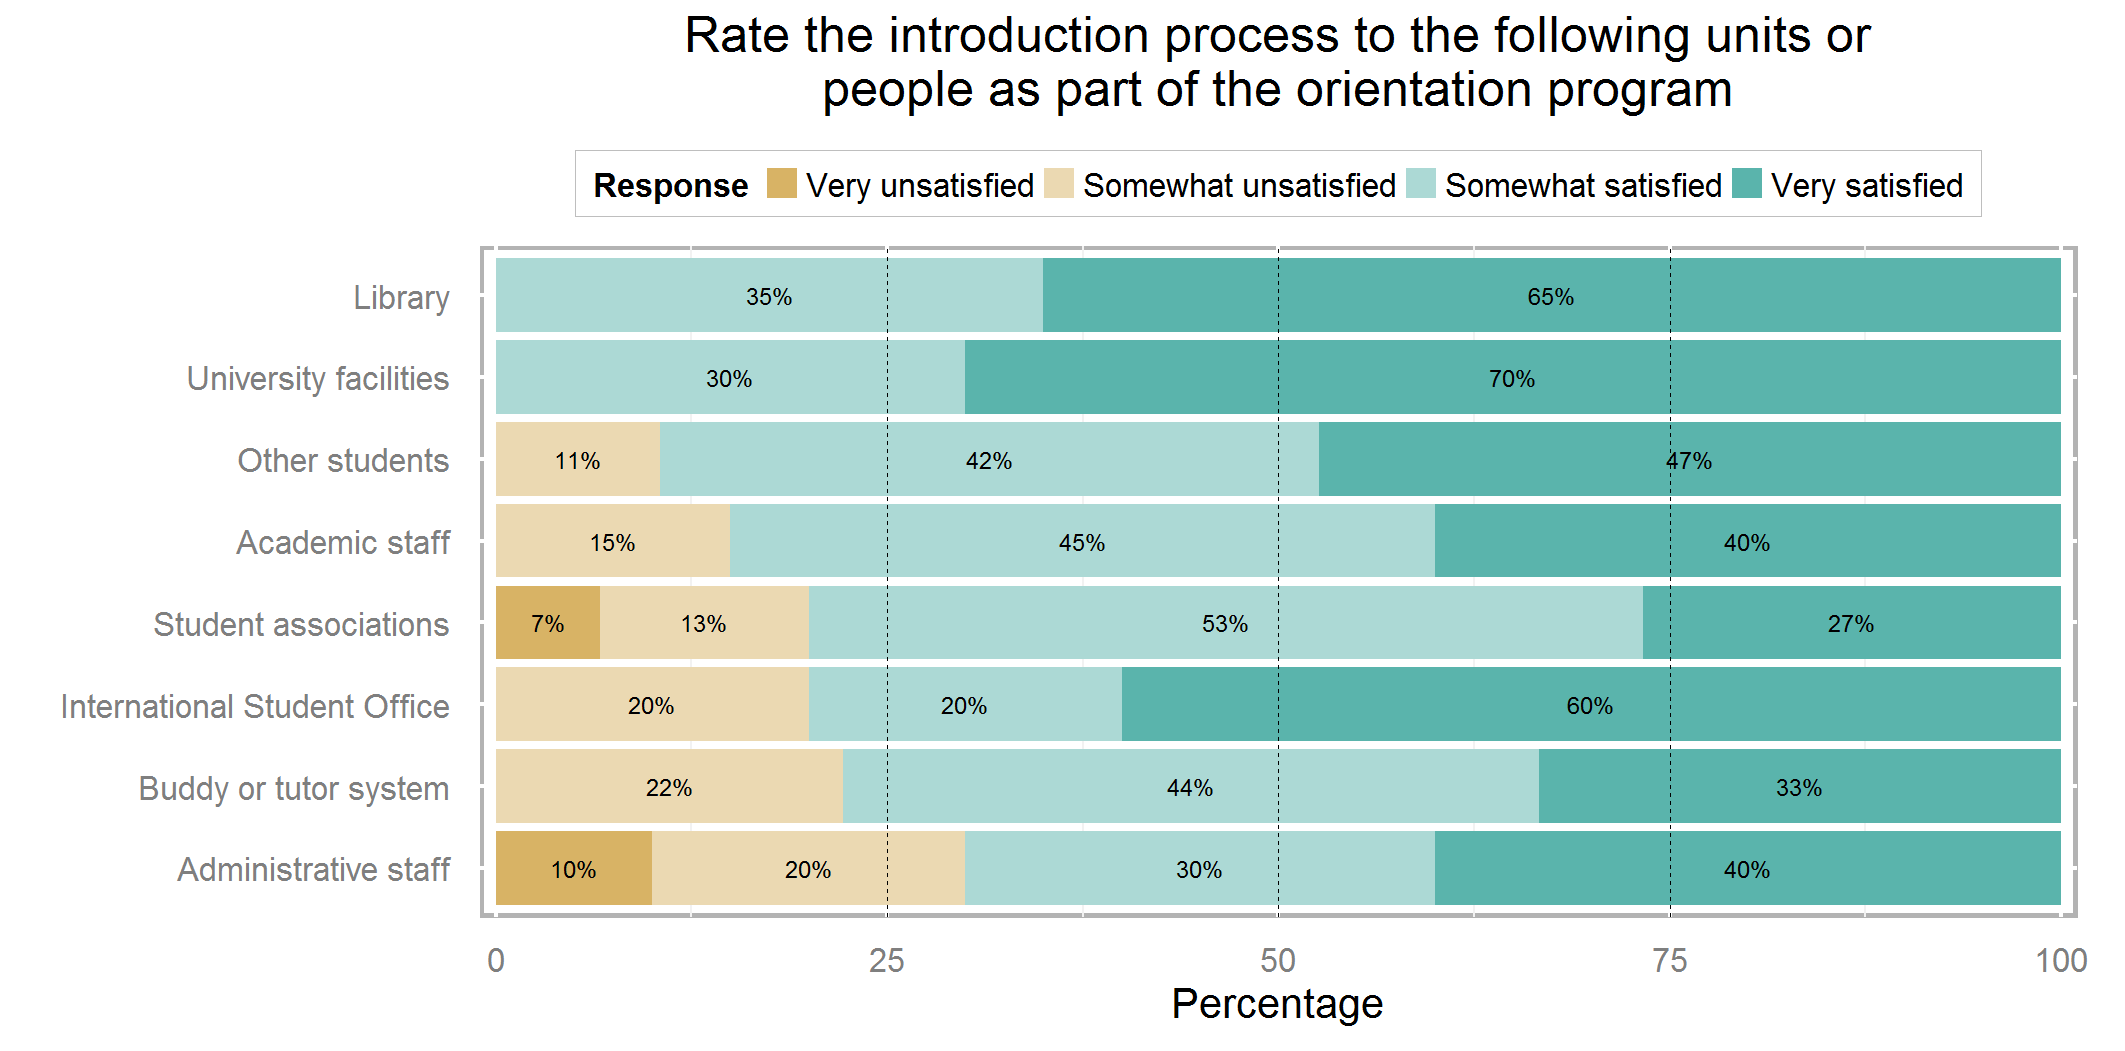 Rate the introduction process to the following units or
people as part of the orientation program
Response Very unsatisfied Somewhat unsatisfied Somewhat satisfied Very satisfied
Library 35% 65%
University facilities 30% 70%
Other students 11% 42% 47%
Academic staff 15% 45% 40%
Student associations 7% 13% 53% 27%
International Student Office 20% 20% 60%
Buddy or tutor system 22% 44% 33%
Administrative staff 10% 20% 30% 40%
0 25 50 75 100
Percentage